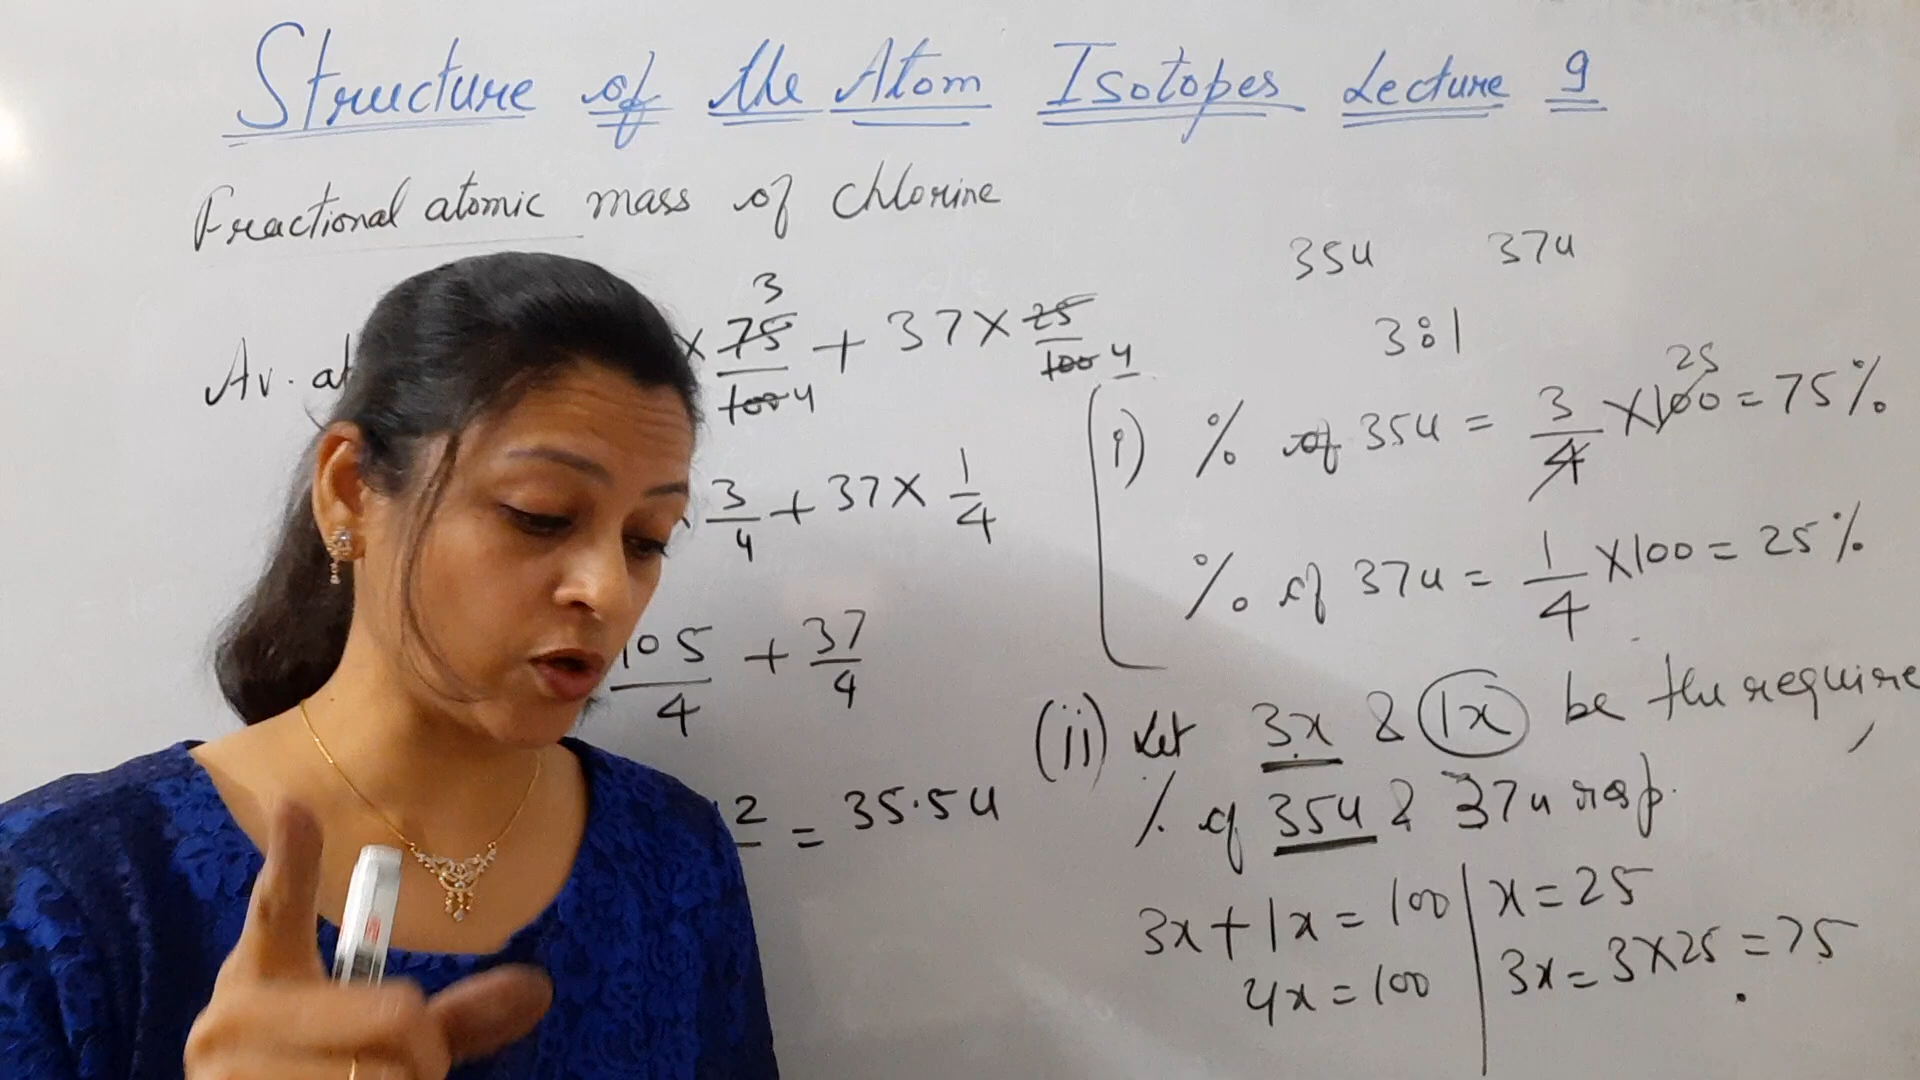 Structure of the Atom Isotopes Lecture 9
Fractional atomic mass of chlorine
Av. at × 75/100 3 4 + 37 × 25/100 4
3/4 + 37 × 1/4
105/4 + 37/4
2 = 35.5u
35u 37u
3:1
i) % of 35u = 3/4 × 100 25 = 75%
% of 37u = 1/4 × 100 = 25%
(ii) Let 3x & 1x be the require
% of 35u & 37u resp.
3x + 1x = 100
4x = 100
x = 25
3x = 3×25 = 75